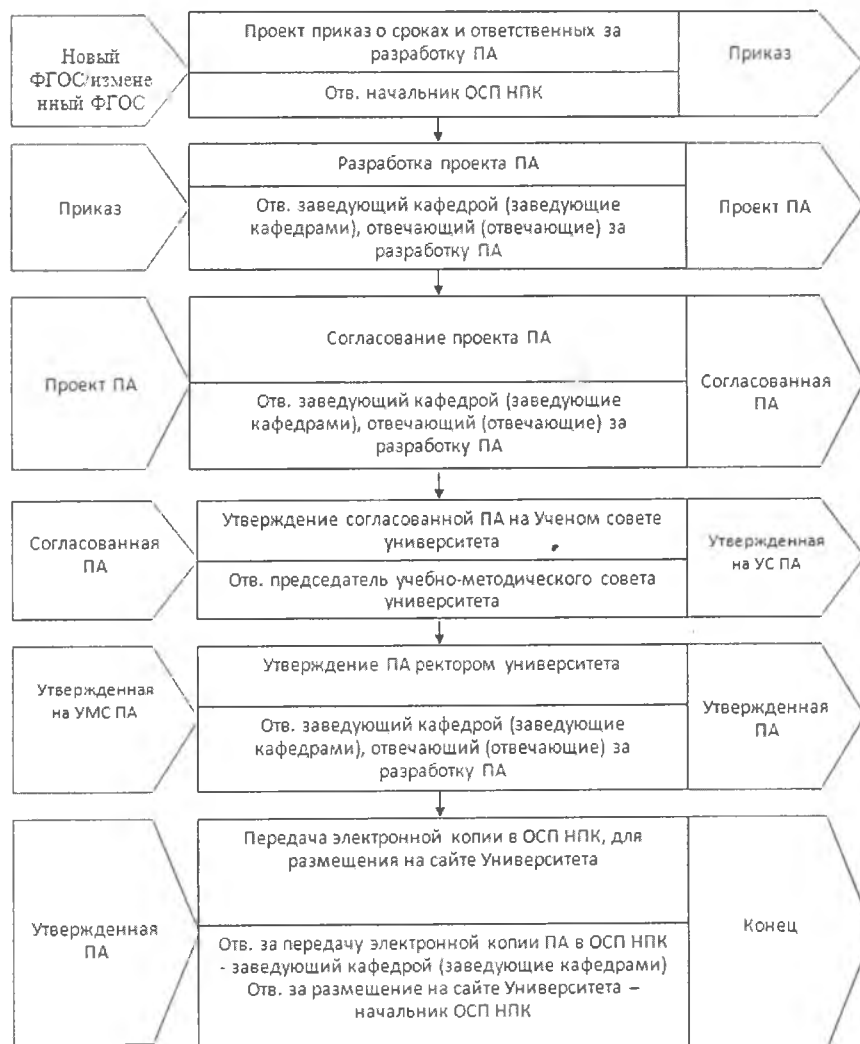 Новый
ФГОС/измене
нный ФГОС
Проект приказ о сроках и ответственных за
разработку ПА
Отв. начальник ОСП НПК
Приказ
Приказ
Разработка проекта ПА
Отв. заведующий кафедрой (заведующие
кафедрами), отвечающий (отвечающие) за
разработку ПА
Проект ПА
Проект ПА
Согласование проекта ПА
Отв. заведующий кафедрой (заведующие
кафедрами), отвечающий (отвечающие) за
разработку ПА
Согласованная
ПА
Согласованная
ПА
Утверждение согласованной ПА на Ученом совете
университета
Отв. председатель учебно-методического совета
университета
Утвержденная
на УС ПА
Утвержденная
на УМС ПА
Утверждение ПА ректором университета
Отв. заведующий кафедрой (заведующие
кафедрами), отвечающий (отвечающие) за
разработку ПА
Утвержденная
ПА
Утвержденная
ПА
Передача электронной копии в ОСП НПК, для
размещения на сайте Университета
Отв. за передачу электронной копии ПА в ОСП НПК
- заведующий кафедрой (заведующие кафедрами)
Отв. за размещение на сайте Университета –
начальник ОСП НПК
Конец